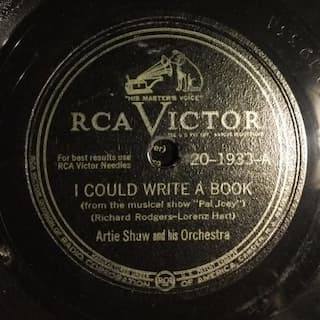 "HIS MASTER'S VOICE"
RCA VICTOR
For best results use
RCA Victor Needles
20-1933-A
I COULD WRITE A BOOK
(from the musical show "Pal Joey")
(Richard Rodgers-Lorenz Hart)
Artie Shaw and his Orchestra
RCA